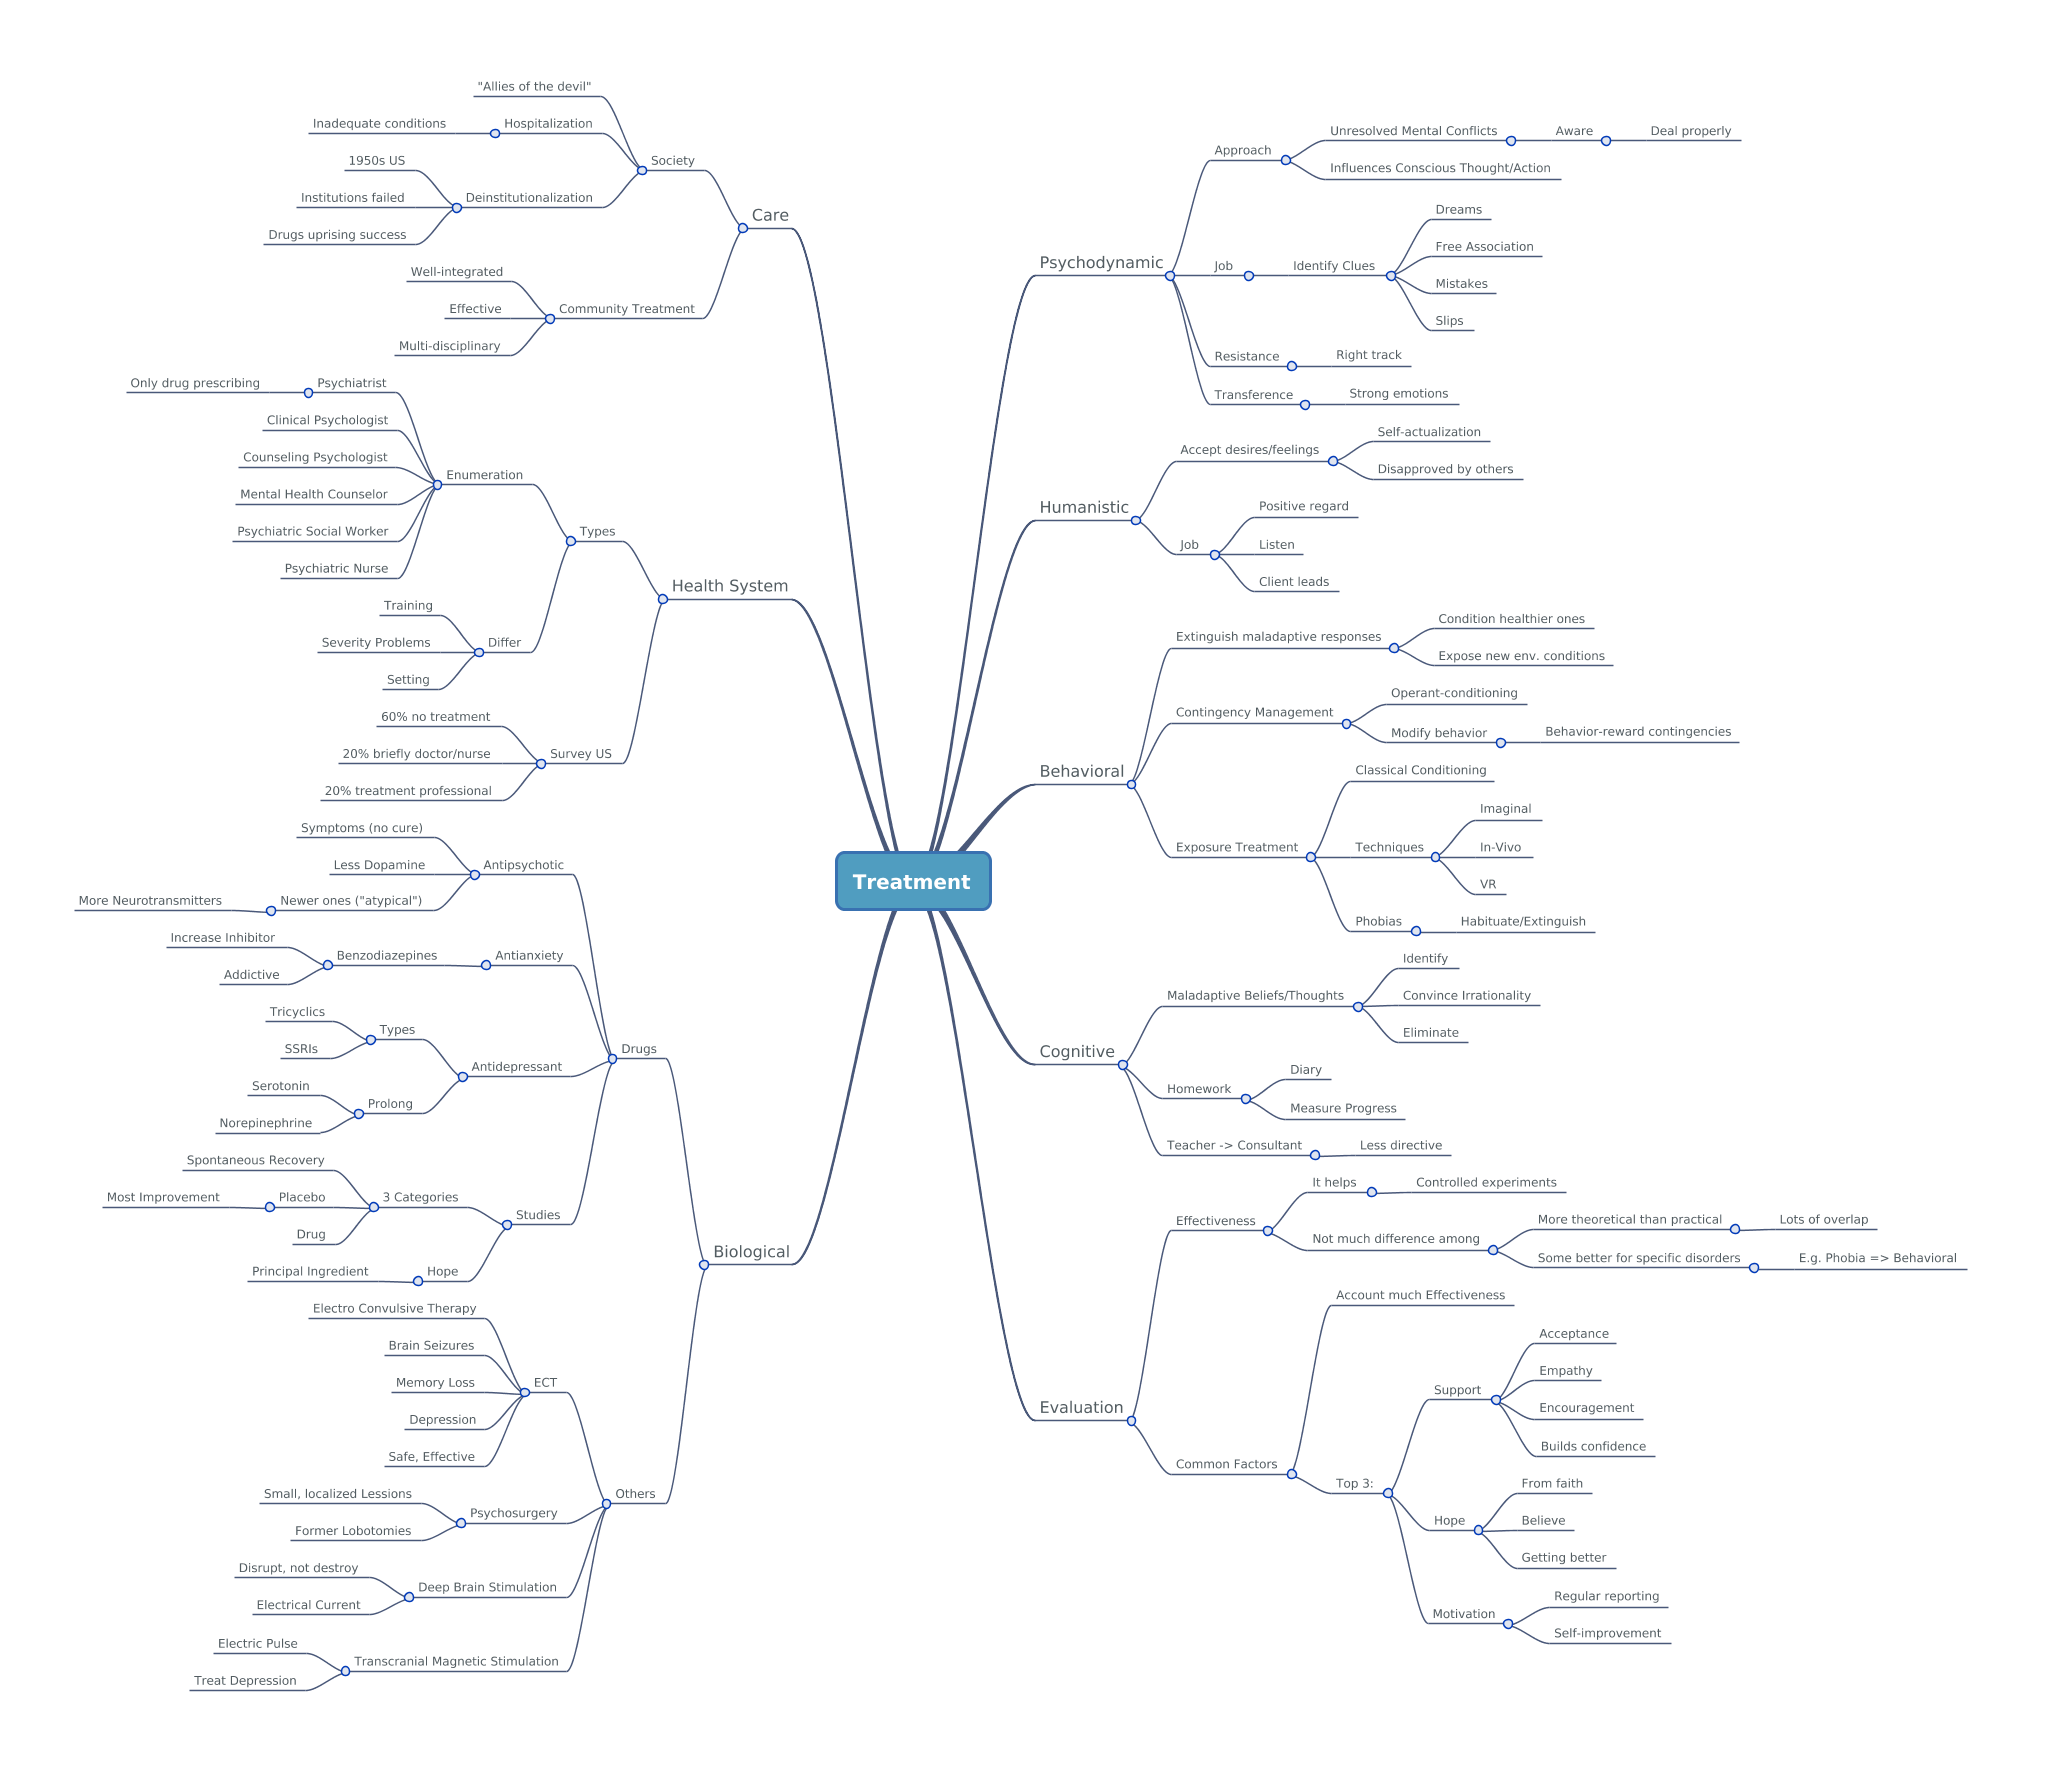 Treatment
Care
Society
"Allies of the devil"
Hospitalization
Inadequate conditions
Deinstitutionalization
1950s US
Institutions failed
Drugs uprising success
Community Treatment
Well-integrated
Effective
Multi-disciplinary
Health System
Types
Enumeration
Psychiatrist
Only drug prescribing
Clinical Psychologist
Counseling Psychologist
Mental Health Counselor
Psychiatric Social Worker
Psychiatric Nurse
Differ
Training
Severity Problems
Setting
Survey US
60% no treatment
20% briefly doctor/nurse
20% treatment professional
Biological
Drugs
Antipsychotic
Symptoms (no cure)
Less Dopamine
Newer ones ("atypical")
More Neurotransmitters
Antianxiety
Benzodiazepines
Increase Inhibitor
Addictive
Antidepressant
Types
Tricyclics
SSRIs
Prolong
Serotonin
Norepinephrine
Studies
3 Categories
Spontaneous Recovery
Placebo
Most Improvement
Drug
Hope
Principal Ingredient
Others
ECT
Electro Convulsive Therapy
Brain Seizures
Memory Loss
Depression
Safe, Effective
Psychosurgery
Small, localized Lessions
Former Lobotomies
Deep Brain Stimulation
Disrupt, not destroy
Electrical Current
Transcranial Magnetic Stimulation
Electric Pulse
Treat Depression
Psychodynamic
Approach
Unresolved Mental Conflicts
Aware
Deal properly
Influences Conscious Thought/Action
Job
Identify Clues
Dreams
Free Association
Mistakes
Slips
Resistance
Right track
Transference
Strong emotions
Humanistic
Accept desires/feelings
Self-actualization
Disapproved by others
Job
Positive regard
Listen
Client leads
Behavioral
Extinguish maladaptive responses
Condition healthier ones
Expose new env. conditions
Contingency Management
Operant-conditioning
Modify behavior
Behavior-reward contingencies
Exposure Treatment
Classical Conditioning
Techniques
Imaginal
In-Vivo
VR
Phobias
Habituate/Extinguish
Cognitive
Maladaptive Beliefs/Thoughts
Identify
Convince Irrationality
Eliminate
Homework
Diary
Measure Progress
Teacher -> Consultant
Less directive
Evaluation
Effectiveness
It helps
Controlled experiments
Not much difference among
More theoretical than practical
Lots of overlap
Some better for specific disorders
E.g. Phobia => Behavioral
Common Factors
Account much Effectiveness
Top 3:
Support
Acceptance
Empathy
Encouragement
Builds confidence
Hope
From faith
Believe
Getting better
Motivation
Regular reporting
Self-improvement